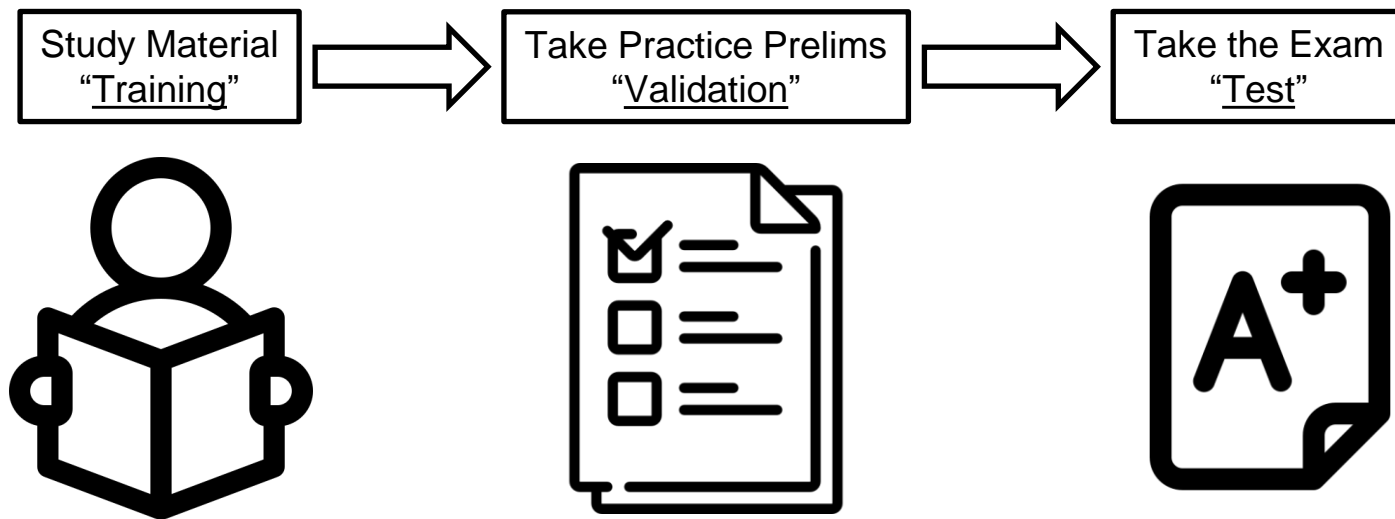 Study Material
“Training”
Take Practice Prelims
“Validation”
Take the Exam
“Test”
A+